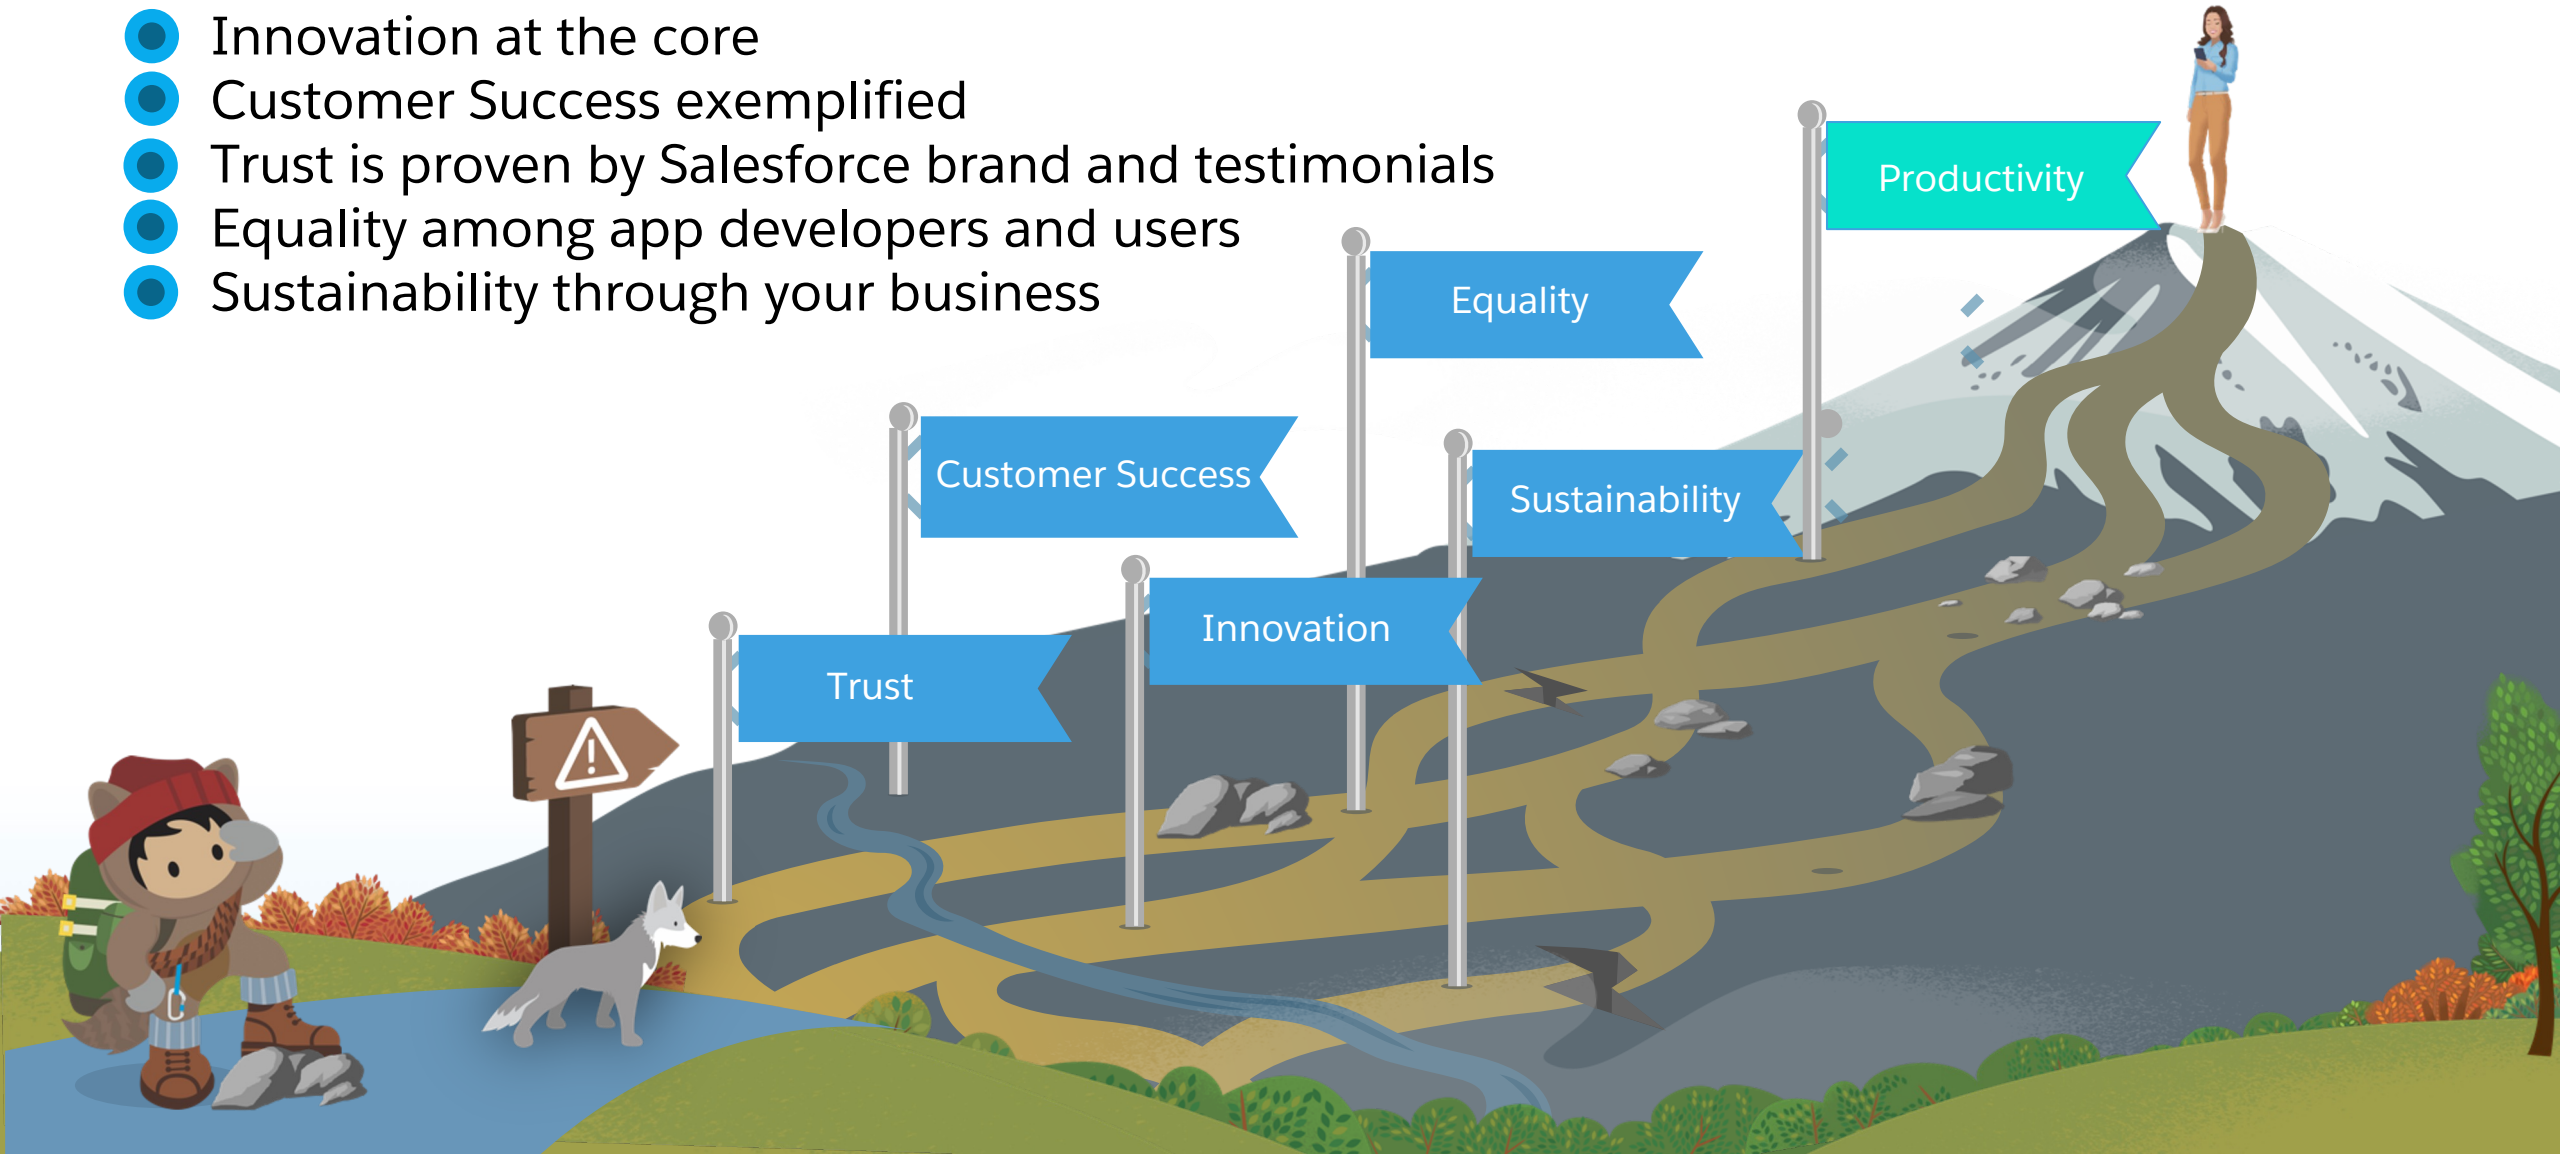 Innovation at the core
Customer Success exemplified
Trust is proven by Salesforce brand and testimonials
Equality among app developers and users
Sustainability through your business
Productivity
Equality
Customer Success
Sustainability
Innovation
Trust
!